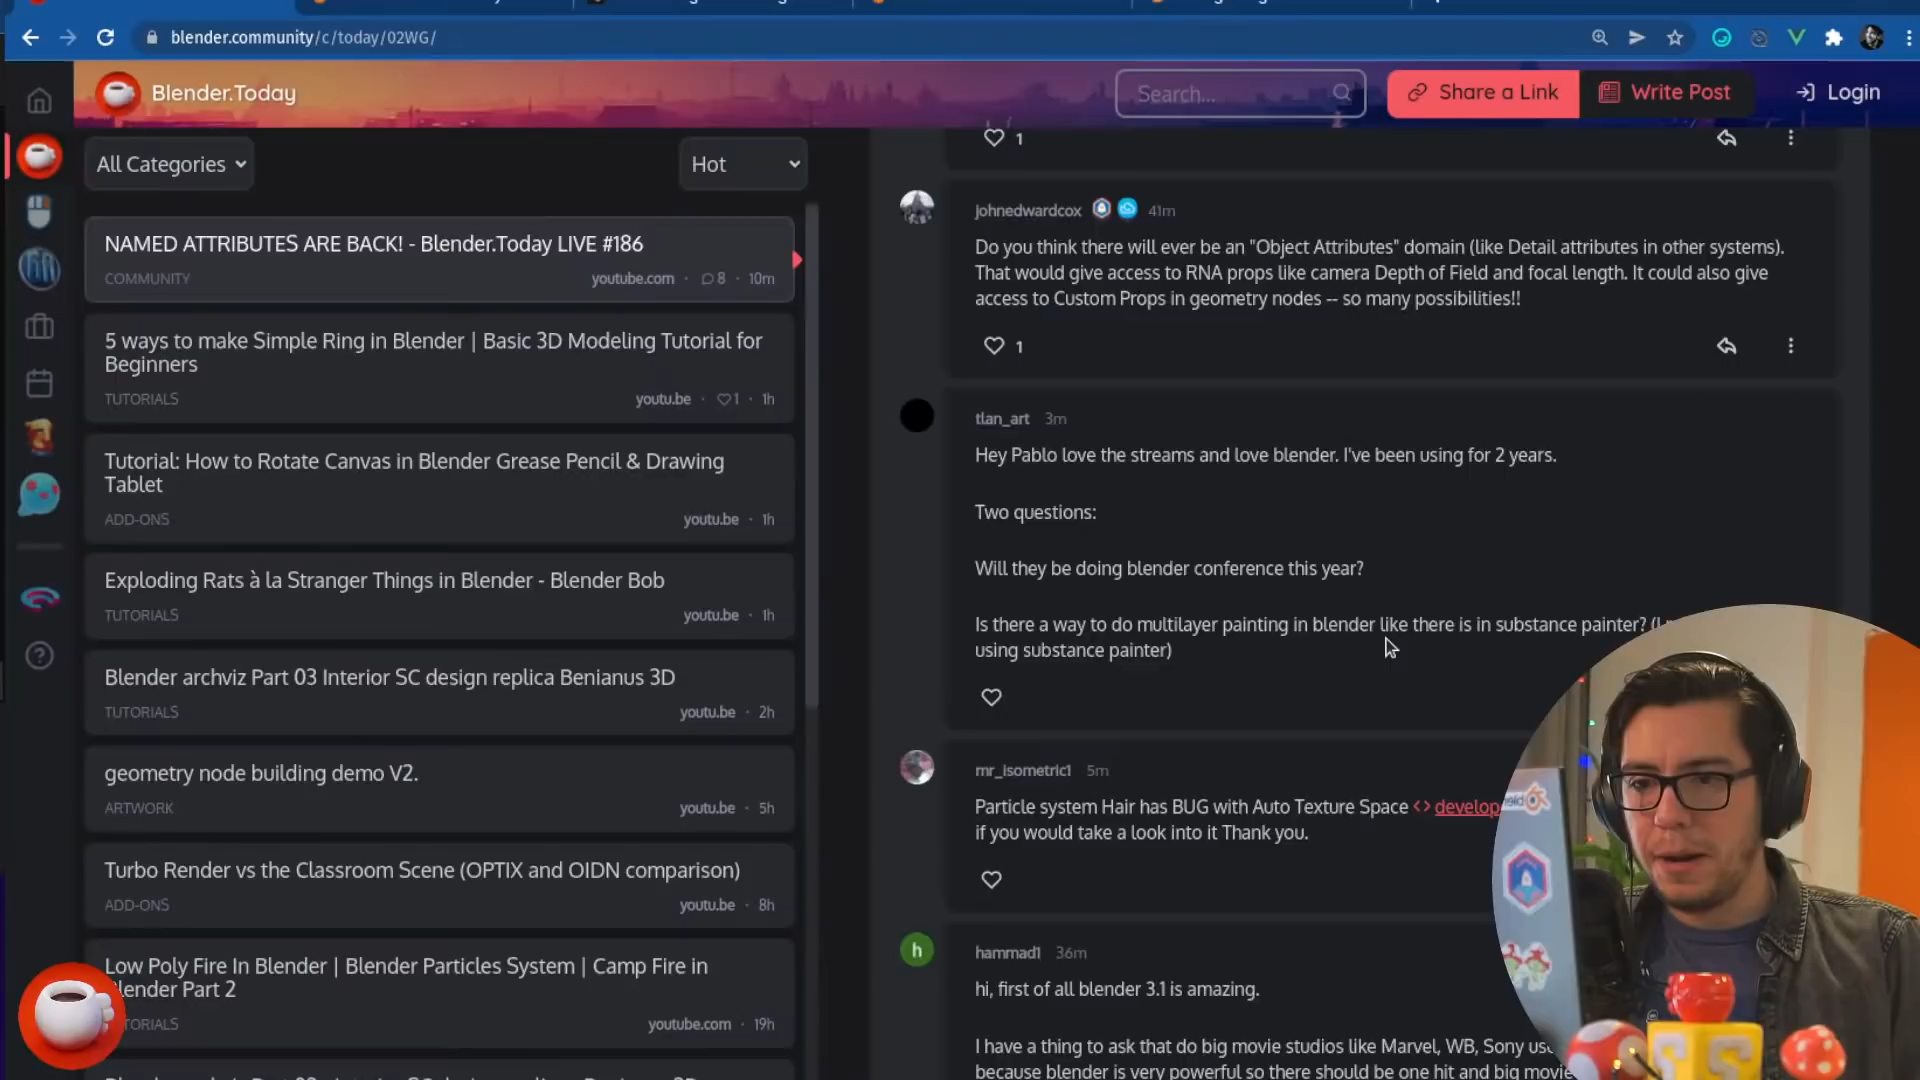 blender.community/c/today/02WG/
Blender.Today
Search...
Share a Link
Write Post
Login
All Categories
Hot
NAMED ATTRIBUTES ARE BACK! - Blender.Today LIVE #186
COMMUNITY
youtube.com · 8 · 10m
5 ways to make Simple Ring in Blender | Basic 3D Modeling Tutorial for
Beginners
TUTORIALS
youtu.be · 1 · 1h
Tutorial: How to Rotate Canvas in Blender Grease Pencil & Drawing
Tablet
ADD-ONS
youtu.be · 1h
Exploding Rats à la Stranger Things in Blender - Blender Bob
TUTORIALS
youtu.be · 1h
Blender archviz Part 03 Interior SC design replica Benianus 3D
TUTORIALS
youtu.be · 2h
geometry node building demo V2.
ARTWORK
youtu.be · 5h
Turbo Render vs the Classroom Scene (OPTIX and OIDN comparison)
ADD-ONS
youtu.be · 8h
Low Poly Fire In Blender | Blender Particles System | Camp Fire in
Blender Part 2
TUTORIALS
youtube.com · 19h
1
johnedwardcox 41m
Do you think there will ever be an "Object Attributes" domain (like Detail attributes in other systems).
That would give access to RNA props like camera Depth of Field and focal length. It could also give
access to Custom Props in geometry nodes -- so many possibilities!!
1
tlan_art 3m
Hey Pablo love the streams and love blender. I've been using for 2 years.
Two questions:
Will they be doing blender conference this year?
Is there a way to do multilayer painting in blender like there is in substance painter?
using substance painter)
mr_isometric1 5m
Particle system Hair has BUG with Auto Texture Space <> develop
if you would take a look into it Thank you.
h
hammad1 36m
hi, first of all blender 3.1 is amazing.
I have a thing to ask that do big movie studios like Marvel, WB, Sony
because blender is very powerful so there should be one hit and big movie